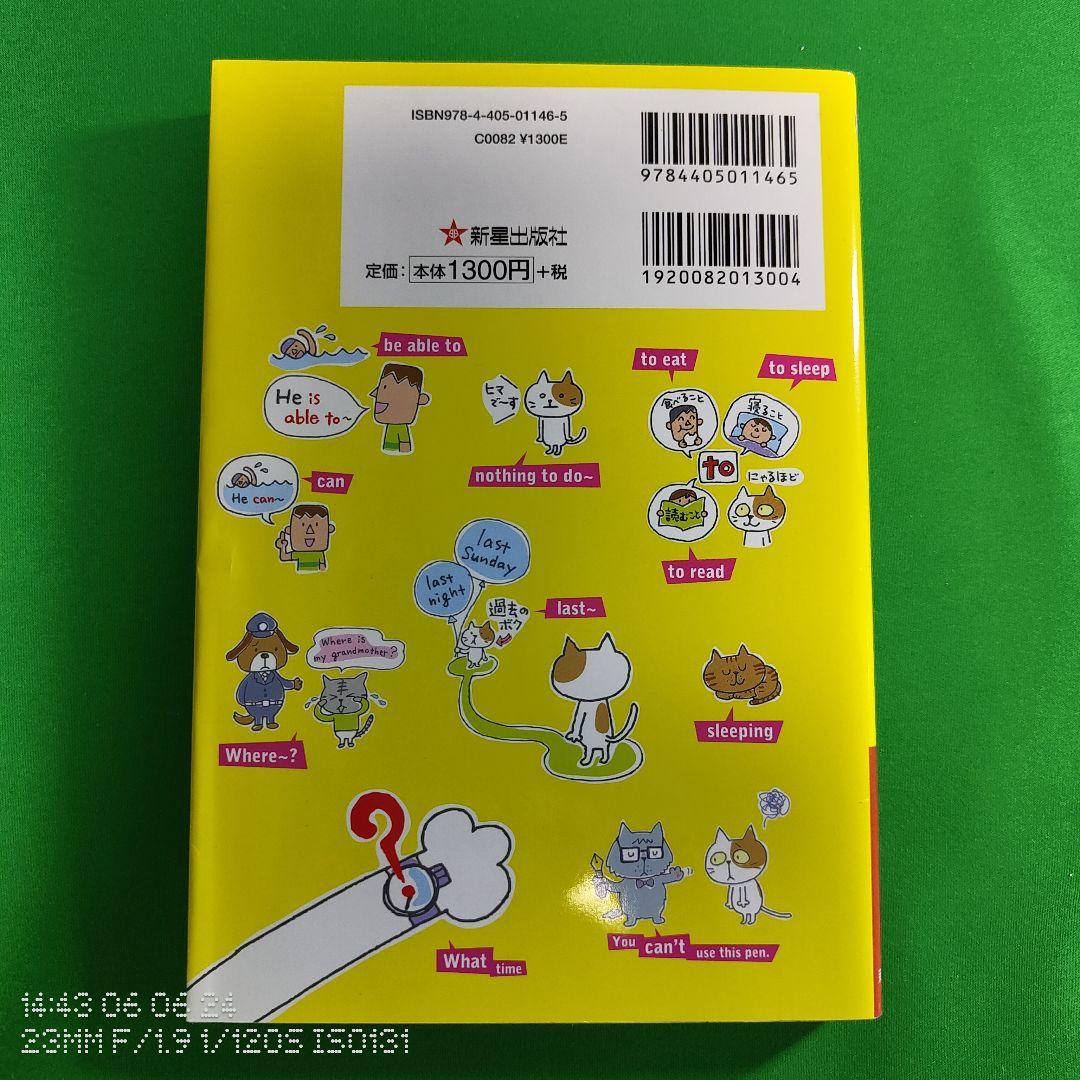 ISBN978-4-405-01146-5
C0082 ¥1300E
9784405011465
新星出版社
定価：本体1300円+税
1920082013004
be able to
He is
able to~
ヒマ
でーす
nothing to do~
to eat
to sleep
食べること
寝ること
to
にゃるほど
読むこと
to read
can
He can~
last
Sunday
last
night
過去の
ボク
last~
Where is
my grandmother?
Where~?
sleeping
What time
You can't use this pen.
14:43 06 06 24
23MM F/1.9 1/120S ISO131